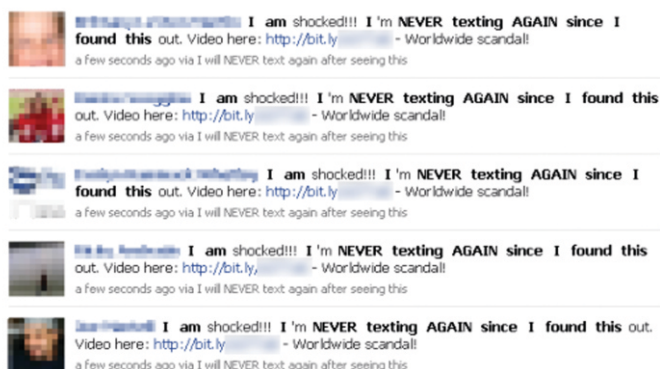 I am shocked!!! I 'm NEVER texting AGAIN since I
found this out. Video here: http://bit.ly - Worldwide scandal!
a few seconds ago via I will NEVER text again after seeing this
I am shocked!!! I 'm NEVER texting AGAIN since I found this
out. Video here: http://bit.ly - Worldwide scandal!
a few seconds ago via I will NEVER text again after seeing this
I am shocked!!! I 'm NEVER texting AGAIN since I
found this out. Video here: http://bit.ly - Worldwide scandal!
a few seconds ago via I will NEVER text again after seeing this
I am shocked!!! I 'm NEVER texting AGAIN since I found this
out. Video here: http://bit.ly, - Worldwide scandal!
a few seconds ago via I will NEVER text again after seeing this
I am shocked!!! I 'm NEVER texting AGAIN since I found this out.
Video here: http://bit.ly - Worldwide scandal!
a few seconds ago via I will NEVER text again after seeing this